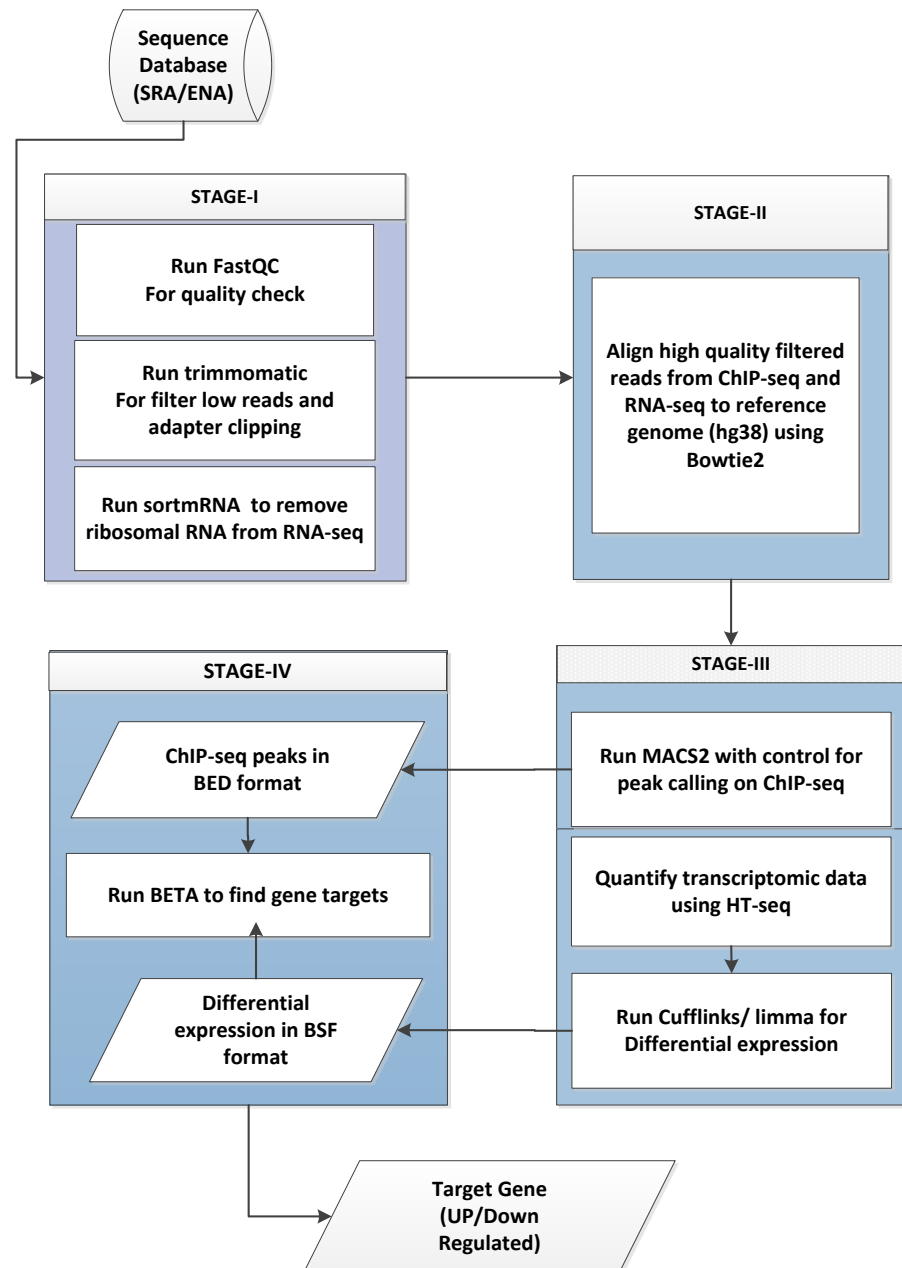 Sequence
Database
(SRA/ENA)
STAGE-I
Run FastQC
For quality check
Run trimmomatic
For filter low reads and
adapter clipping
Run sortmRNA to remove
ribosomal RNA from RNA-seq
STAGE-II
Align high quality filtered
reads from ChIP-seq and
RNA-seq to reference
genome (hg38) using
Bowtie2
STAGE-III
Run MACS2 with control for
peak calling on ChIP-seq
Quantify transcriptomic data
using HT-seq
Run Cufflinks/ limma for
Differential expression
STAGE-IV
ChIP-seq peaks in
BED format
Run BETA to find gene targets
Differential
expression in BSF
format
Target Gene
(UP/Down
Regulated)